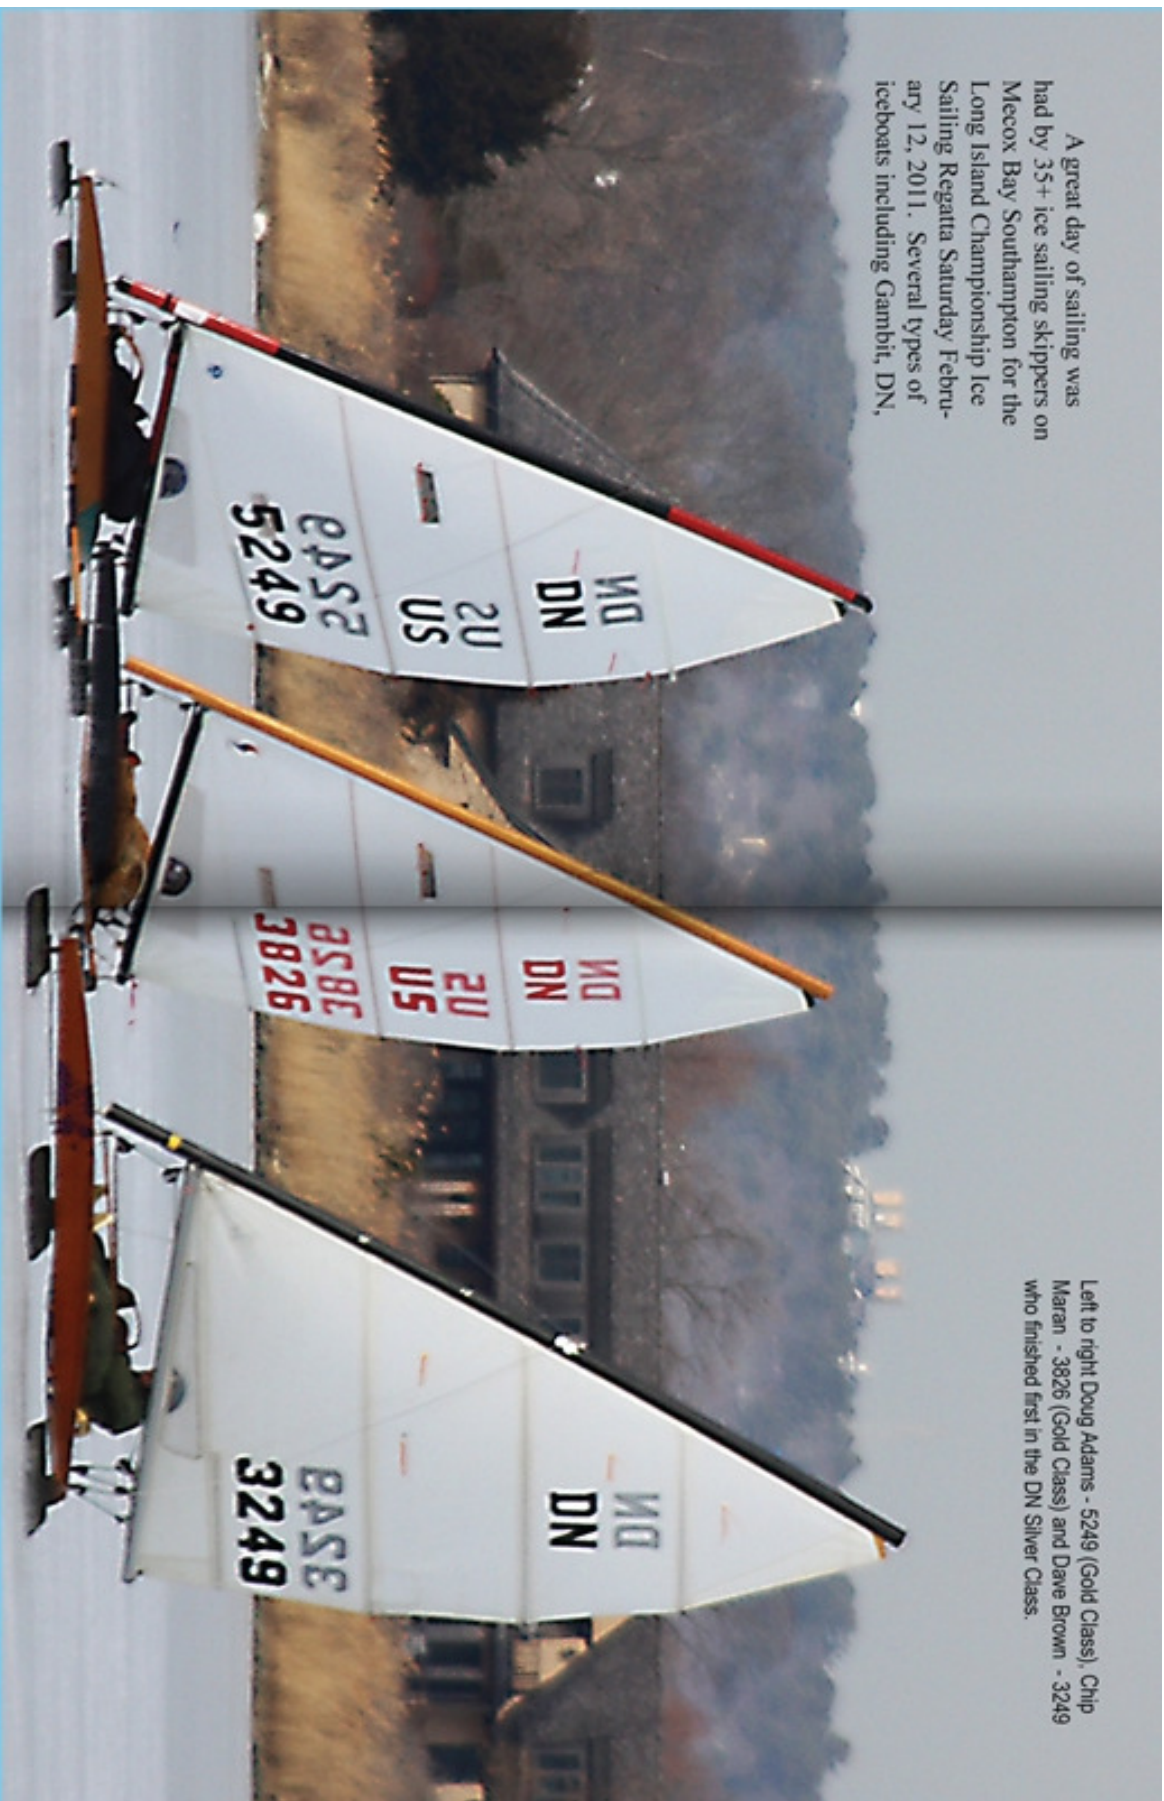 A great day of sailing was
had by 35+ ice sailing skippers on
Mecox Bay Southampton for the
Long Island Championship Ice
Sailing Regatta Saturday Febru-
ary 12, 2011. Several types of
iceboats including Gambit, DN,
Left to right Doug Adams - 5249 (Gold Class), Chip
Maran - 3826 (Gold Class) and Dave Brown - 3249
who finished first in the DN Silver Class.
DN
DN
US
US
5249
5249
DN
DN
US
US
3826
3826
DN
DN
3249
3249